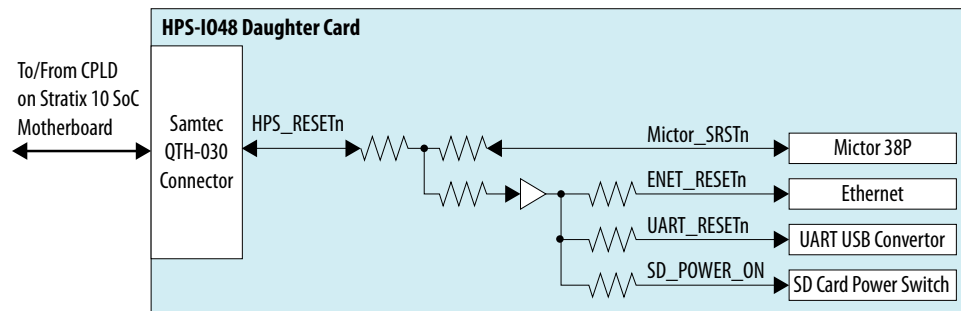 HPS-IO48 Daughter Card
To/From CPLD
on Stratix 10 SoC
Motherboard
Samtec
QTH-030
Connector
HPS_RESETn
Mictor_SRSTn
Mictor 38P
ENET_RESETn
Ethernet
UART_RESETn
UART USB Convertor
SD_POWER_ON
SD Card Power Switch